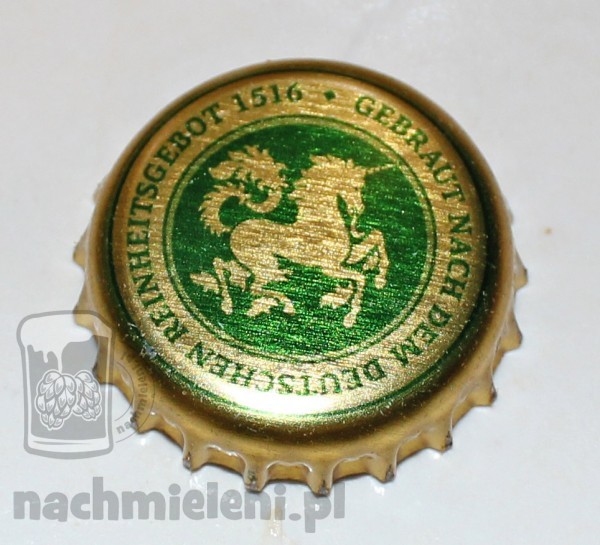 GEBRAUT NACH DEM DEUTSCHEN REINHEITSGEBOT 1516 •
nachmieleni.pl